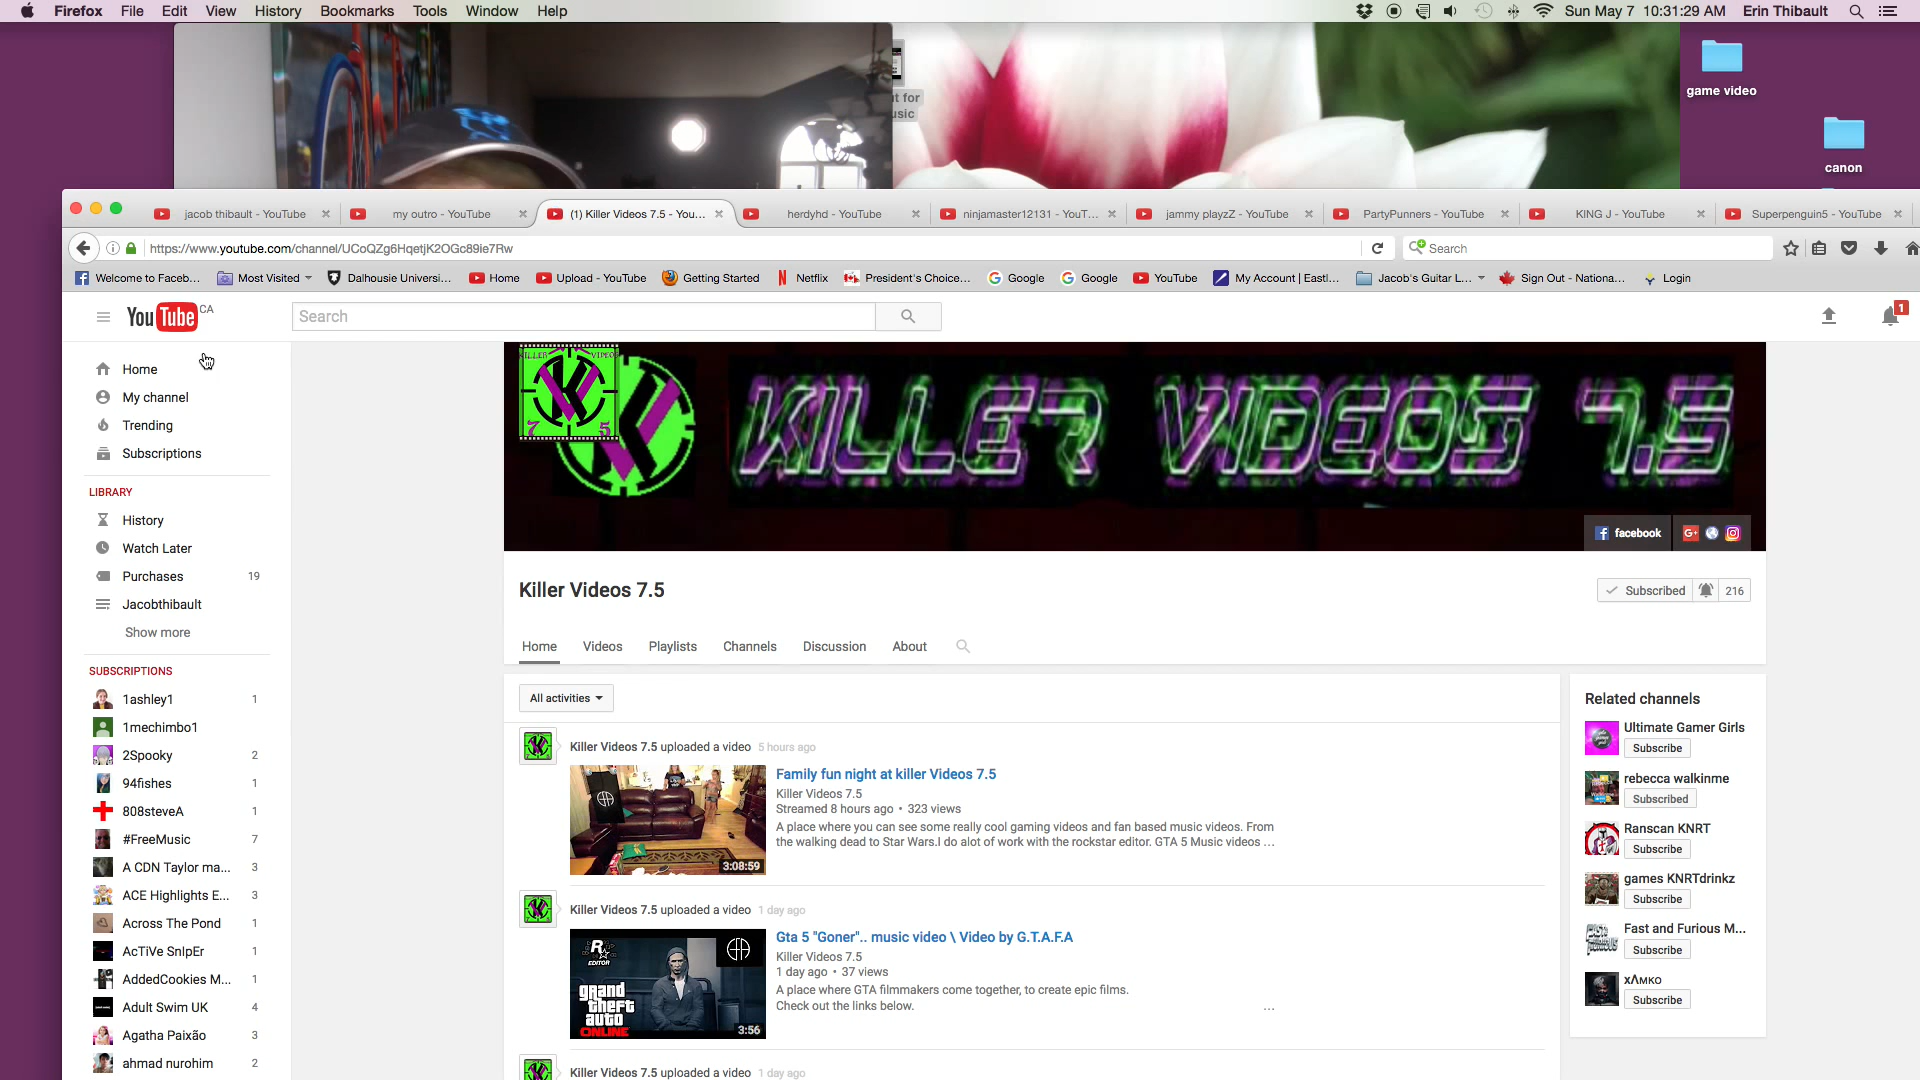 Firefox File Edit View History Bookmarks Tools Window Help
Sun May 7 10:31:29 AM Erin Thibault
game video
canon
t for
usic
jacob thibault - YouTube
my outro - YouTube
(1) Killer Videos 7.5 - You...
herdyhd - YouTube
ninjamaster12131 - YouT...
jammy playzZ - YouTube
PartyPunners - YouTube
KING J - YouTube
Superpenguin5 - YouTube
https://www.youtube.com/channel/UCoQZg6HqetjK2OGc89ie7Rw
Search
Welcome to Faceb...
Most Visited
Dalhousie Universi...
Home
Upload - YouTube
Getting Started
Netflix
President's Choice...
Google
Google
YouTube
My Account | Eastl...
Jacob's Guitar L...
Sign Out - Nationa...
Login
YouTube CA
Search
1
Home
My channel
Trending
Subscriptions
LIBRARY
History
Watch Later
Purchases 19
Jacobthibault
Show more
SUBSCRIPTIONS
1ashley1 1
1mechimbo1
2Spooky 2
94fishes 1
808steveA 1
#FreeMusic 7
A CDN Taylor ma... 3
ACE Highlights E... 3
Across The Pond 1
AcTiVe SnIpEr 1
AddedCookies M... 1
Adult Swim UK 4
Agatha Paixão 3
ahmad nurohim 2
KILLER VIDEOS
7 5
KILLER VIDEOS 7.5
facebook
G+
Killer Videos 7.5
Subscribed 216
Home Videos Playlists Channels Discussion About
All activities
Killer Videos 7.5 uploaded a video 5 hours ago
3:08:59
Family fun night at killer Videos 7.5
Killer Videos 7.5
Streamed 8 hours ago • 323 views
A place where you can see some really cool gaming videos and fan based music videos. From
the walking dead to Star Wars.I do alot of work with the rockstar editor. GTA 5 Music videos ...
Killer Videos 7.5 uploaded a video 1 day ago
R
EDITOR
grand
theft
auto
ONLINE
3:56
Gta 5 "Goner".. music video \ Video by G.T.A.F.A
Killer Videos 7.5
1 day ago • 37 views
A place where GTA filmmakers come together, to create epic films.
Check out the links below.
...
Killer Videos 7.5 uploaded a video 1 day ago
Related channels
Ultimate Gamer Girls
Subscribe
rebecca walkinme
Subscribed
Ranscan KNRT
Subscribe
games KNRTdrinkz
Subscribe
Fast and Furious M...
Subscribe
xΛмкo
Subscribe